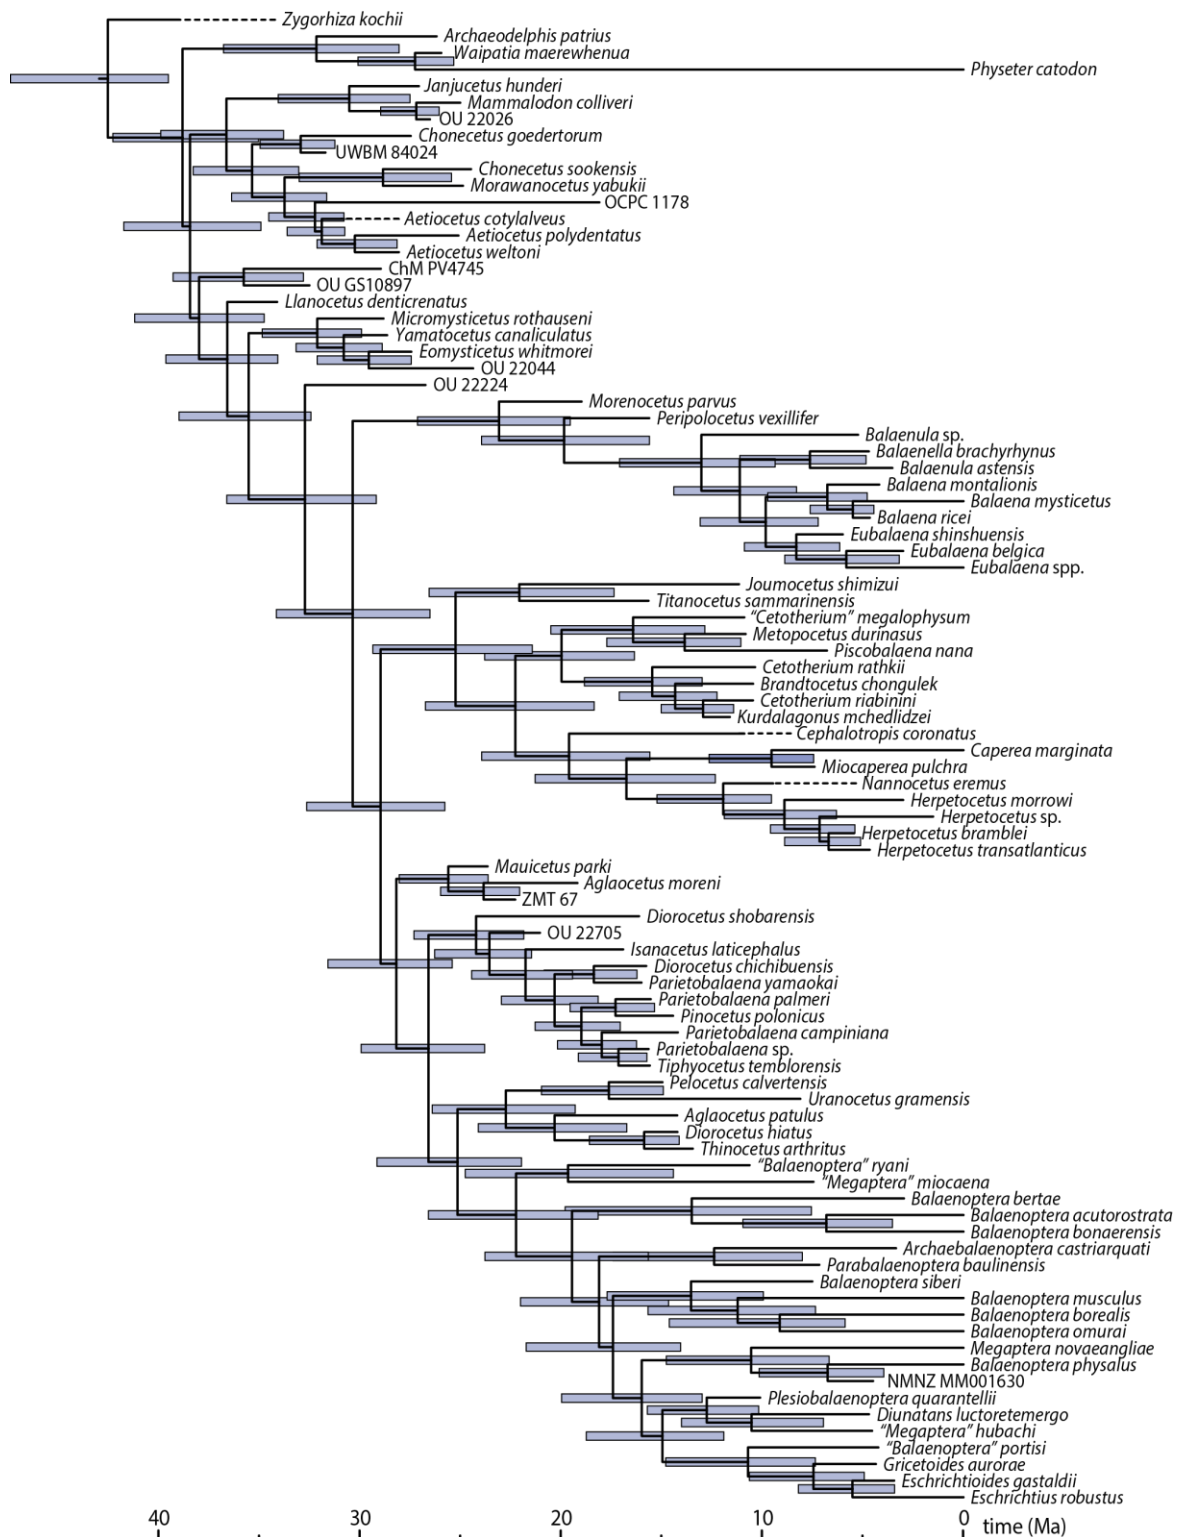 Zygorhiza kochii
Archaeodelphis patrius
Waipatia maerewhenua
Physeter catodon
Janjucetus hunderi
Mammalodon colliveri
OU 22026
Chonecetus goedertorum
UWBM 84024
Chonecetus sookensis
Morawanocetus yabukii
OCPC 1178
Aetiocetus cotylalveus
Aetiocetus polydentatus
Aetiocetus weltoni
ChM PV4745
OU GS10897
Llanocetus denticrenatus
Micromysticetus rothauseni
Yamatocetus canaliculatus
Eomysticetus whitmorei
OU 22044
OU 22224
Morenocetus parvus
Peripolocetus vexillifer
Balaenula sp.
Balaenella brachyrhynus
Balaenula astensis
Balaena montalionis
Balaena mysticetus
Balaena ricei
Eubalaena shinshuensis
Eubalaena belgica
Eubalaena spp.
Joumocetus shimizui
Titanocetus sammarinensis
“Cetotherium” megalophysum
Metopocetus durinasus
Piscobalaena nana
Cetotherium rathkii
Brandtocetus chongulek
Cetotherium riabinini
Kurdalagonus mchedlidzei
Cephalotropis coronatus
Caperea marginata
Miocaperea pulchra
Nannocetus eremus
Herpetocetus morrowi
Herpetocetus sp.
Herpetocetus bramblei
Herpetocetus transatlanticus
Mauicetus parki
Aglaocetus moreni
ZMT 67
Diorocetus shobarensis
OU 22705
Isanacetus laticephalus
Diorocetus chichibuensis
Parietobalaena yamaokai
Parietobalaena palmeri
Pinocetus polonicus
Parietobalaena campiniana
Parietobalaena sp.
Tiphyocetus temblorensis
Pelocetus calvertensis
Uranocetus gramensis
Aglaocetus patulus
Diorocetus hiatus
Thinocetus arthritus
“Balaenoptera” ryani
“Megaptera” miocaena
Balaenoptera bertae
Balaenoptera acutorostrata
Balaenoptera bonaerensis
Archaebalaenoptera castriarquati
Parabalaenoptera baulinensis
Balaenoptera siberi
Balaenoptera musculus
Balaenoptera borealis
Balaenoptera omurai
Megaptera novaeangliae
Balaenoptera physalus
NMNZ MM001630
Plesiobalaenoptera quarantellii
Diunatans luctoretemergo
“Megaptera” hubachi
“Balaenoptera” portisi
Gricetoides aurorae
Eschrichtioides gastaldii
Eschrichtius robustus
40 30 20 10 0 time (Ma)